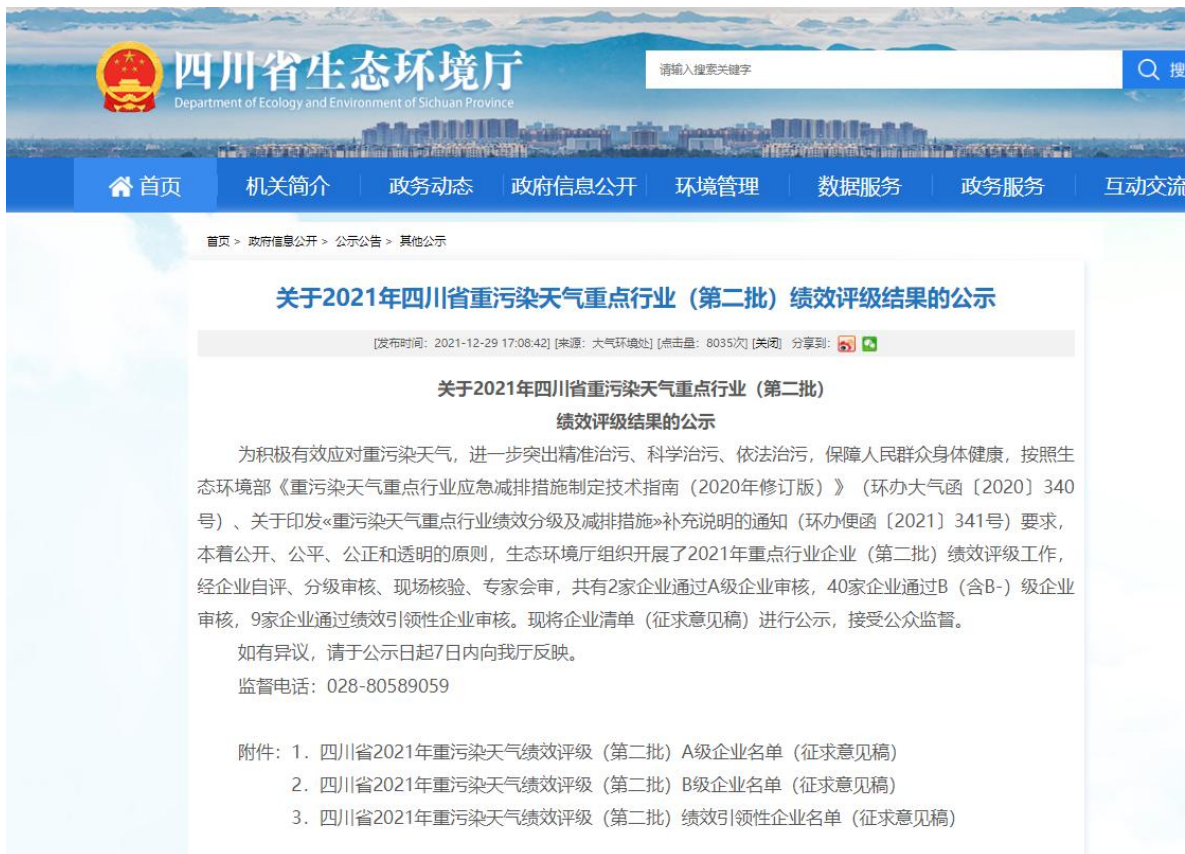 四川省生态环境厅
Department of Ecology and Environment of Sichuan Province
请输入搜索关键字
搜
首页
机关简介
政务动态
政府信息公开
环境管理
数据服务
政务服务
互动交流
首页 > 政府信息公开 > 公示公告 > 其他公示
关于2021年四川省重污染天气重点行业（第二批）绩效评级结果的公示
[发布时间：2021-12-29 17:08:42] [来源：大气环境处] [点击量：8035次] [关闭] 分享到：
关于2021年四川省重污染天气重点行业（第二批）
绩效评级结果的公示
为积极有效应对重污染天气，进一步突出精准治污、科学治污、依法治污，保障人民群众身体健康，按照生
态环境部《重污染天气重点行业应急减排措施制定技术指南（2020年修订版）》（环办大气函〔2020〕340
号）、关于印发«重污染天气重点行业绩效分级及减排措施»补充说明的通知（环办便函〔2021〕341号）要求，
本着公开、公平、公正和透明的原则，生态环境厅组织开展了2021年重点行业企业（第二批）绩效评级工作，
经企业自评、分级审核、现场核验、专家会审，共有2家企业通过A级企业审核，40家企业通过B（含B-）级企业
审核，9家企业通过绩效引领性企业审核。现将企业清单（征求意见稿）进行公示，接受公众监督。
如有异议，请于公示日起7日内向我厅反映。
监督电话：028-80589059
附件：1．四川省2021年重污染天气绩效评级（第二批）A级企业名单（征求意见稿）
2．四川省2021年重污染天气绩效评级（第二批）B级企业名单（征求意见稿）
3．四川省2021年重污染天气绩效评级（第二批）绩效引领性企业名单（征求意见稿）